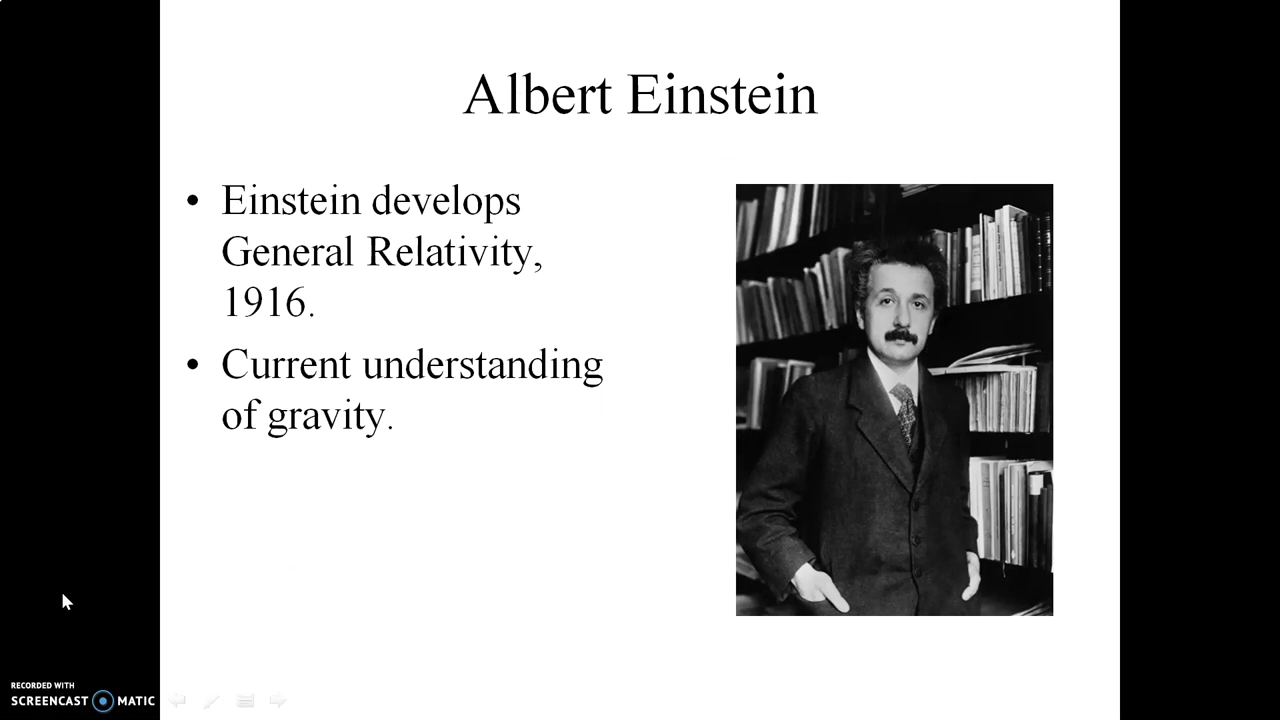 Albert Einstein
• Einstein develops
General Relativity,
1916.
• Current understanding
of gravity.
RECORDED WITH
SCREENCAST MATIC